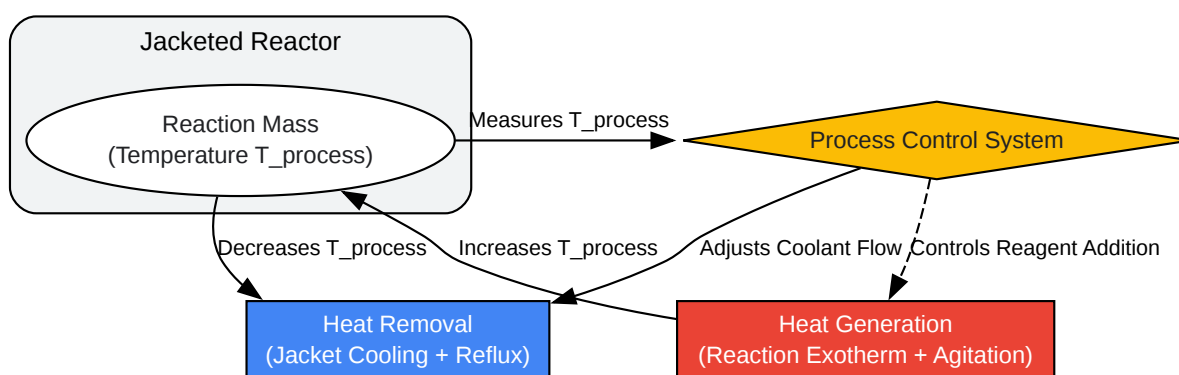 Jacketed Reactor
Reaction Mass
(Temperature T_process)
Measures T_process
Process Control System
Decreases T_process
Increases T_process
Adjusts Coolant Flow
Controls Reagent Addition
Heat Removal
(Jacket Cooling + Reflux)
Heat Generation
(Reaction Exotherm + Agitation)